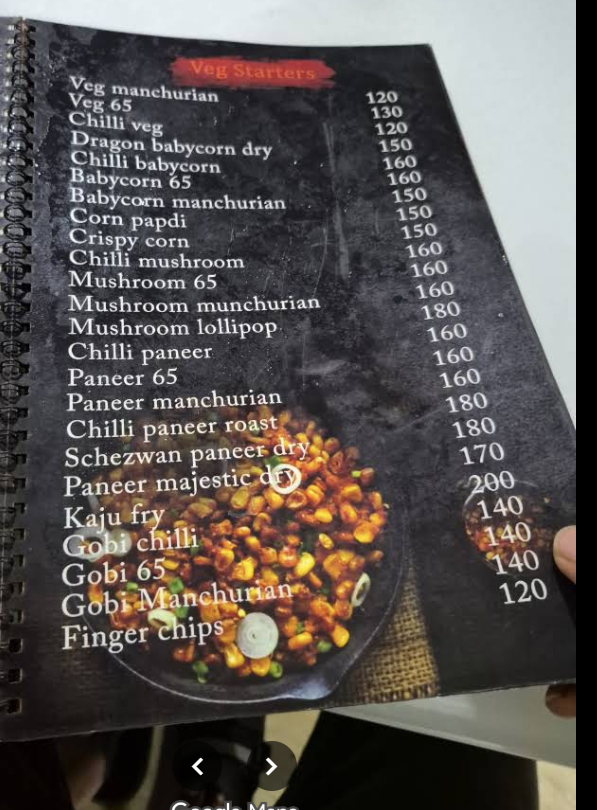 Veg Starters
Veg manchurian 120
Veg 65 130
Chilli veg 120
Dragon babycorn dry 150
Chilli babycorn 160
Babycorn 65 160
Babycorn manchurian 150
Corn papdi 150
Crispy corn 150
Chilli mushroom 160
Mushroom 65 160
Mushroom munchurian 160
Mushroom lollipop 180
Chilli paneer 160
Paneer 65 160
Paneer manchurian 160
Chilli paneer roast 180
Schezwan paneer dry 180
Paneer majestic dry 170
Kaju fry 200
Gobi chilli 140
Gobi 65 140
Gobi Manchurian 140
Finger chips 120
Google Maps